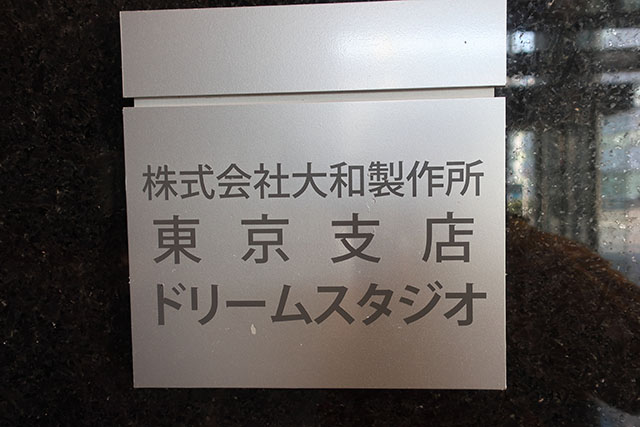 株式会社大和製作所
東京支店
ドリームスタジオ